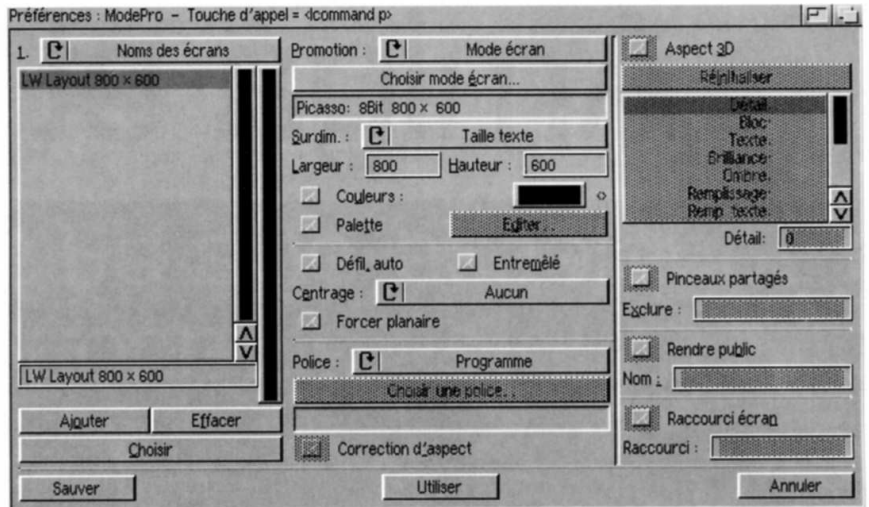 Préférences : ModePro – Touche d'appel = <lcommand p>
1. Noms des écrans
LW Layout 800 × 600
LW Layout 800 × 600
Ajouter Effacer
Choisir
Promotion : Mode écran
Choisir mode écran...
Picasso: 8Bit 800 × 600
Surdim. : Taille texte
Largeur : 800 Hauteur : 600
Couleurs :
Palette Editer...
Défil. auto Entremêlé
Centrage : Aucun
Forcer planaire
Police : Programme
Choisir une police...
Correction d'aspect
Aspect 3D
Réinitialiser
Détail.
Bloc.
Texte.
Brilliance.
Ombre.
Remplissage.
Remp. texte.
Détail: 0
Pinceaux partagés
Exclure :
Rendre public
Nom :
Raccourci écran
Raccourci :
Sauver Utiliser Annuler